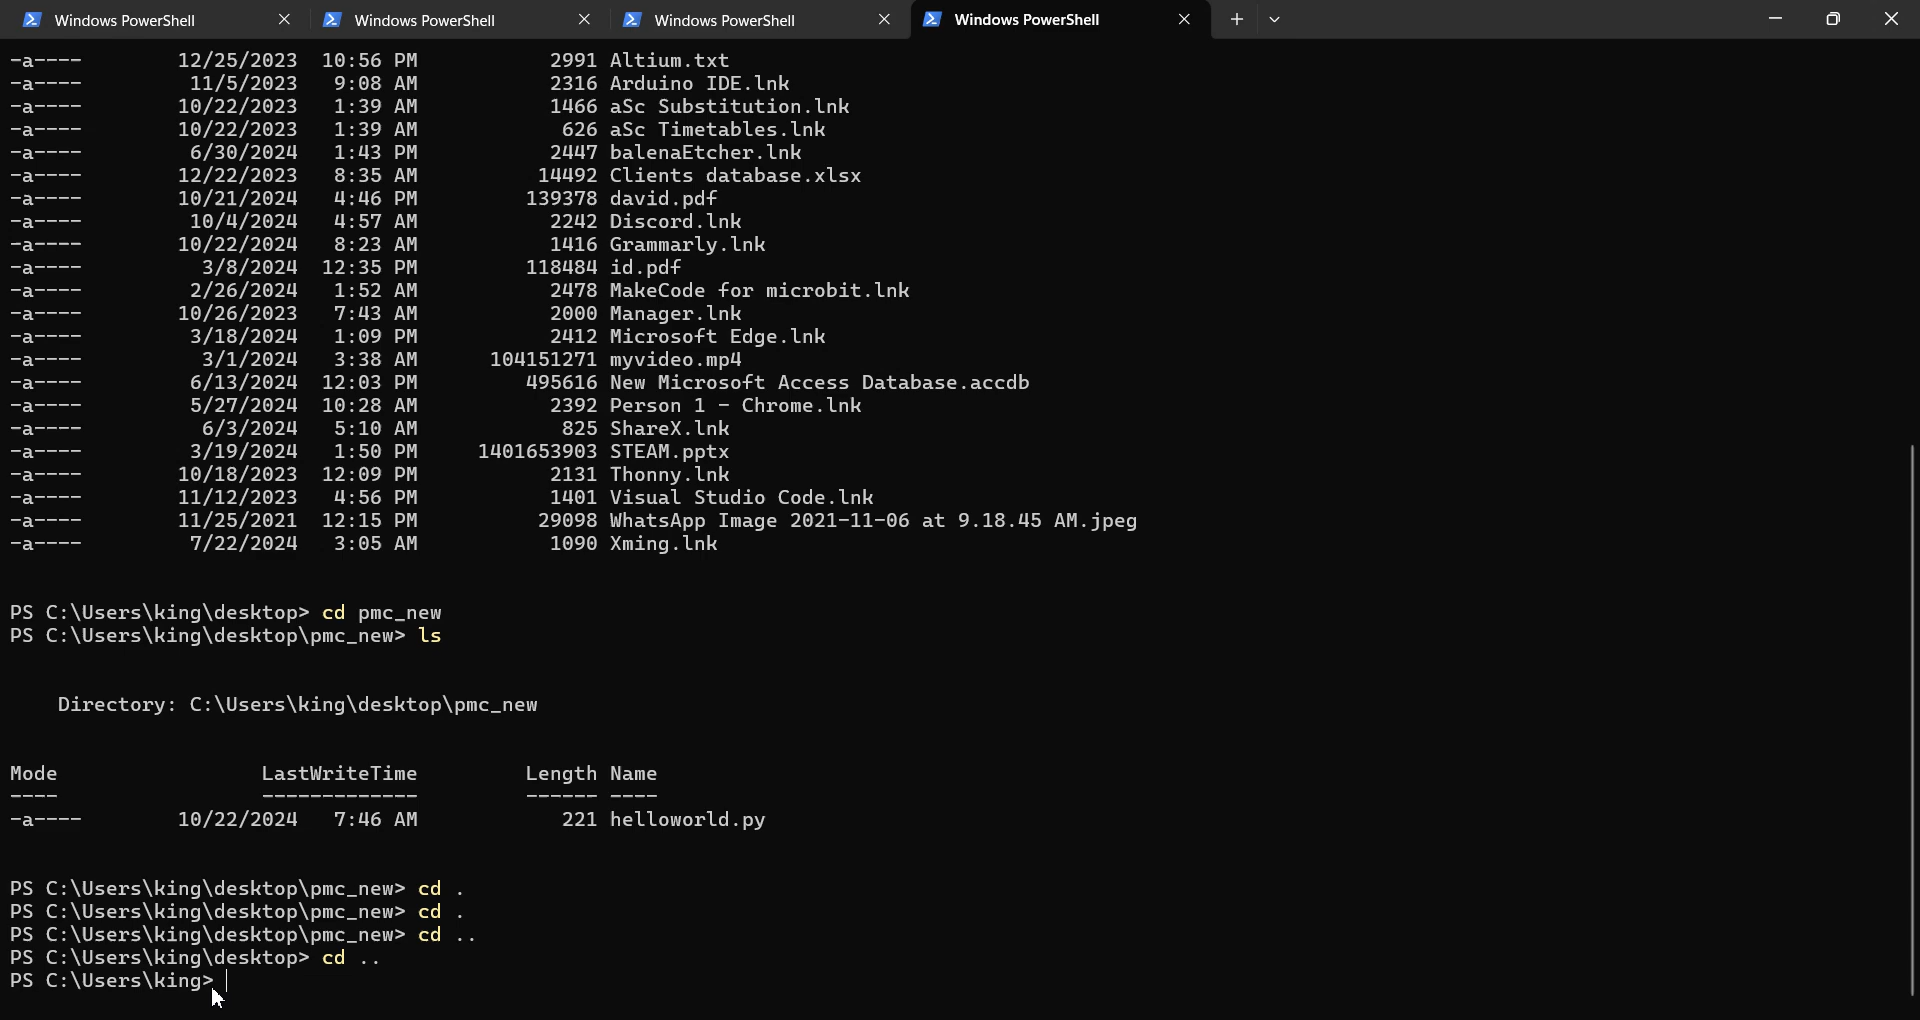 Windows PowerShell
Windows PowerShell
Windows PowerShell
Windows PowerShell
-a---- 12/25/2023 10:56 PM 2991 Altium.txt
-a---- 11/5/2023 9:08 AM 2316 Arduino IDE.lnk
-a---- 10/22/2023 1:39 AM 1466 aSc Substitution.lnk
-a---- 10/22/2023 1:39 AM 626 aSc Timetables.lnk
-a---- 6/30/2024 1:43 PM 2447 balenaEtcher.lnk
-a---- 12/22/2023 8:35 AM 14492 Clients database.xlsx
-a---- 10/21/2024 4:46 PM 139378 david.pdf
-a---- 10/4/2024 4:57 AM 2242 Discord.lnk
-a---- 10/22/2024 8:23 AM 1416 Grammarly.lnk
-a---- 3/8/2024 12:35 PM 118484 id.pdf
-a---- 2/26/2024 1:52 AM 2478 MakeCode for microbit.lnk
-a---- 10/26/2023 7:43 AM 2000 Manager.lnk
-a---- 3/18/2024 1:09 PM 2412 Microsoft Edge.lnk
-a---- 3/1/2024 3:38 AM 104151271 myvideo.mp4
-a---- 6/13/2024 12:03 PM 495616 New Microsoft Access Database.accdb
-a---- 5/27/2024 10:28 AM 2392 Person 1 - Chrome.lnk
-a---- 6/3/2024 5:10 AM 825 ShareX.lnk
-a---- 3/19/2024 1:50 PM 1401653903 STEAM.pptx
-a---- 10/18/2023 12:09 PM 2131 Thonny.lnk
-a---- 11/12/2023 4:56 PM 1401 Visual Studio Code.lnk
-a---- 11/25/2021 12:15 PM 29098 WhatsApp Image 2021-11-06 at 9.18.45 AM.jpeg
-a---- 7/22/2024 3:05 AM 1090 Xming.lnk
PS C:\Users\king\desktop> cd pmc_new
PS C:\Users\king\desktop\pmc_new> ls
Directory: C:\Users\king\desktop\pmc_new
Mode LastWriteTime Length Name
---- ------------- ------ ----
-a---- 10/22/2024 7:46 AM 221 helloworld.py
PS C:\Users\king\desktop\pmc_new> cd .
PS C:\Users\king\desktop\pmc_new> cd .
PS C:\Users\king\desktop\pmc_new> cd ..
PS C:\Users\king\desktop> cd ..
PS C:\Users\king>